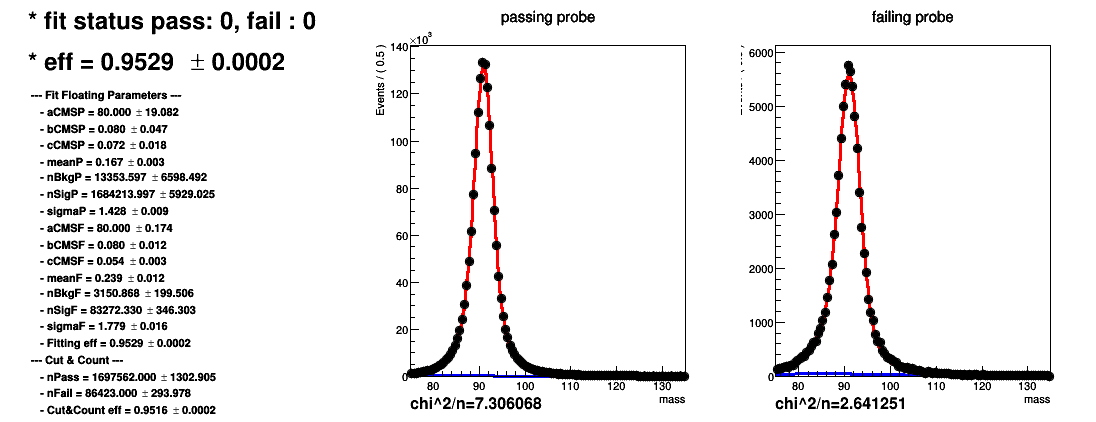 * fit status pass: 0, fail : 0
* eff = 0.9529 ± 0.0002
--- Fit Floating Parameters ---
- aCMSP = 80.000 ± 19.082
- bCMSP = 0.080 ± 0.047
- cCMSP = 0.072 ± 0.018
- meanP = 0.167 ± 0.003
- nBkgP = 13353.597 ± 6598.492
- nSigP = 1684213.997 ± 5929.025
- sigmaP = 1.428 ± 0.009
- aCMSF = 80.000 ± 0.174
- bCMSF = 0.080 ± 0.012
- cCMSF = 0.054 ± 0.003
- meanF = 0.239 ± 0.012
- nBkgF = 3150.868 ± 199.506
- nSigF = 83272.330 ± 346.303
- sigmaF = 1.779 ± 0.016
- Fitting eff = 0.9529 ± 0.0002
--- Cut & Count ---
- nPass = 1697562.000 ± 1302.905
- nFail = 86423.000 ± 293.978
- Cut&Count eff = 0.9516 ± 0.0002
passing probe
×10³
Events / ( 0.5 )
140
120
100
80
60
40
20
0
80 90 100 110 120 130
mass
chi^2/n=7.306068
failing probe
6000
5000
4000
3000
2000
1000
0
80 90 100 110 120 130
mass
chi^2/n=2.641251